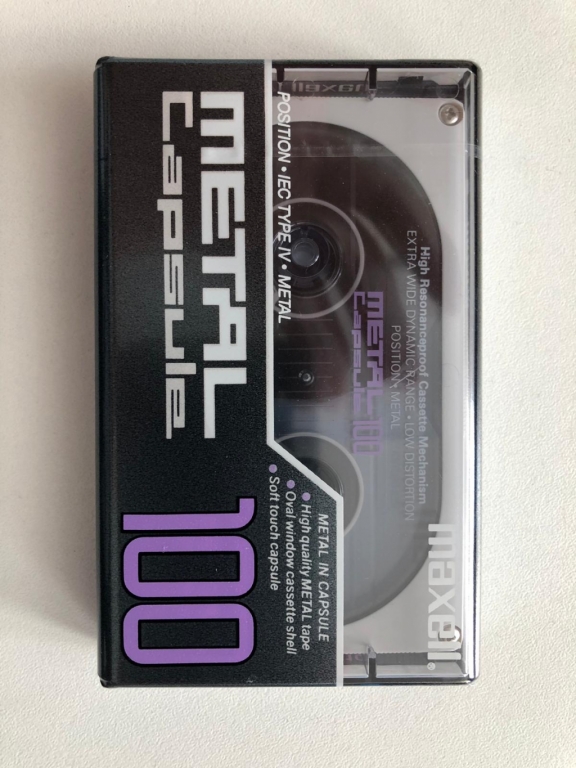 maxell
High Resonanceproof Cassette Mechanism
EXTRA WIDE DYNAMIC RANGE • LOW DISTORTION
POSITION • METAL
METAL
Capsule 100
maxell®
POSITION • IEC TYPE IV • METAL
METAL
Capsule
100
METAL IN CAPSULE
• High quality METAL tape
• Oval window cassette shell
• Soft touch capsule